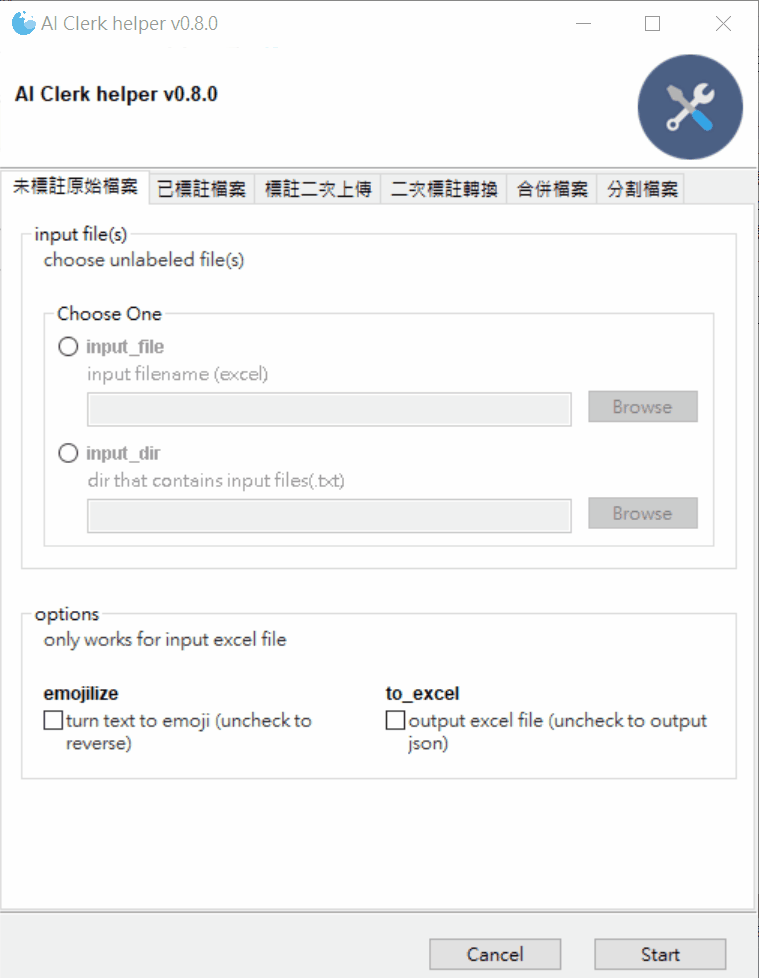 AI Clerk helper v0.8.0
AI Clerk helper v0.8.0
未標註原始檔案 已標註檔案 標註二次上傳 二次標註轉換 合併檔案 分割檔案
input file(s)
choose unlabeled file(s)
Choose One
input_file
input filename (excel)
Browse
input_dir
dir that contains input files(.txt)
Browse
options
only works for input excel file
emojilize
turn text to emoji (uncheck to
reverse)
to_excel
output excel file (uncheck to output
json)
Cancel Start